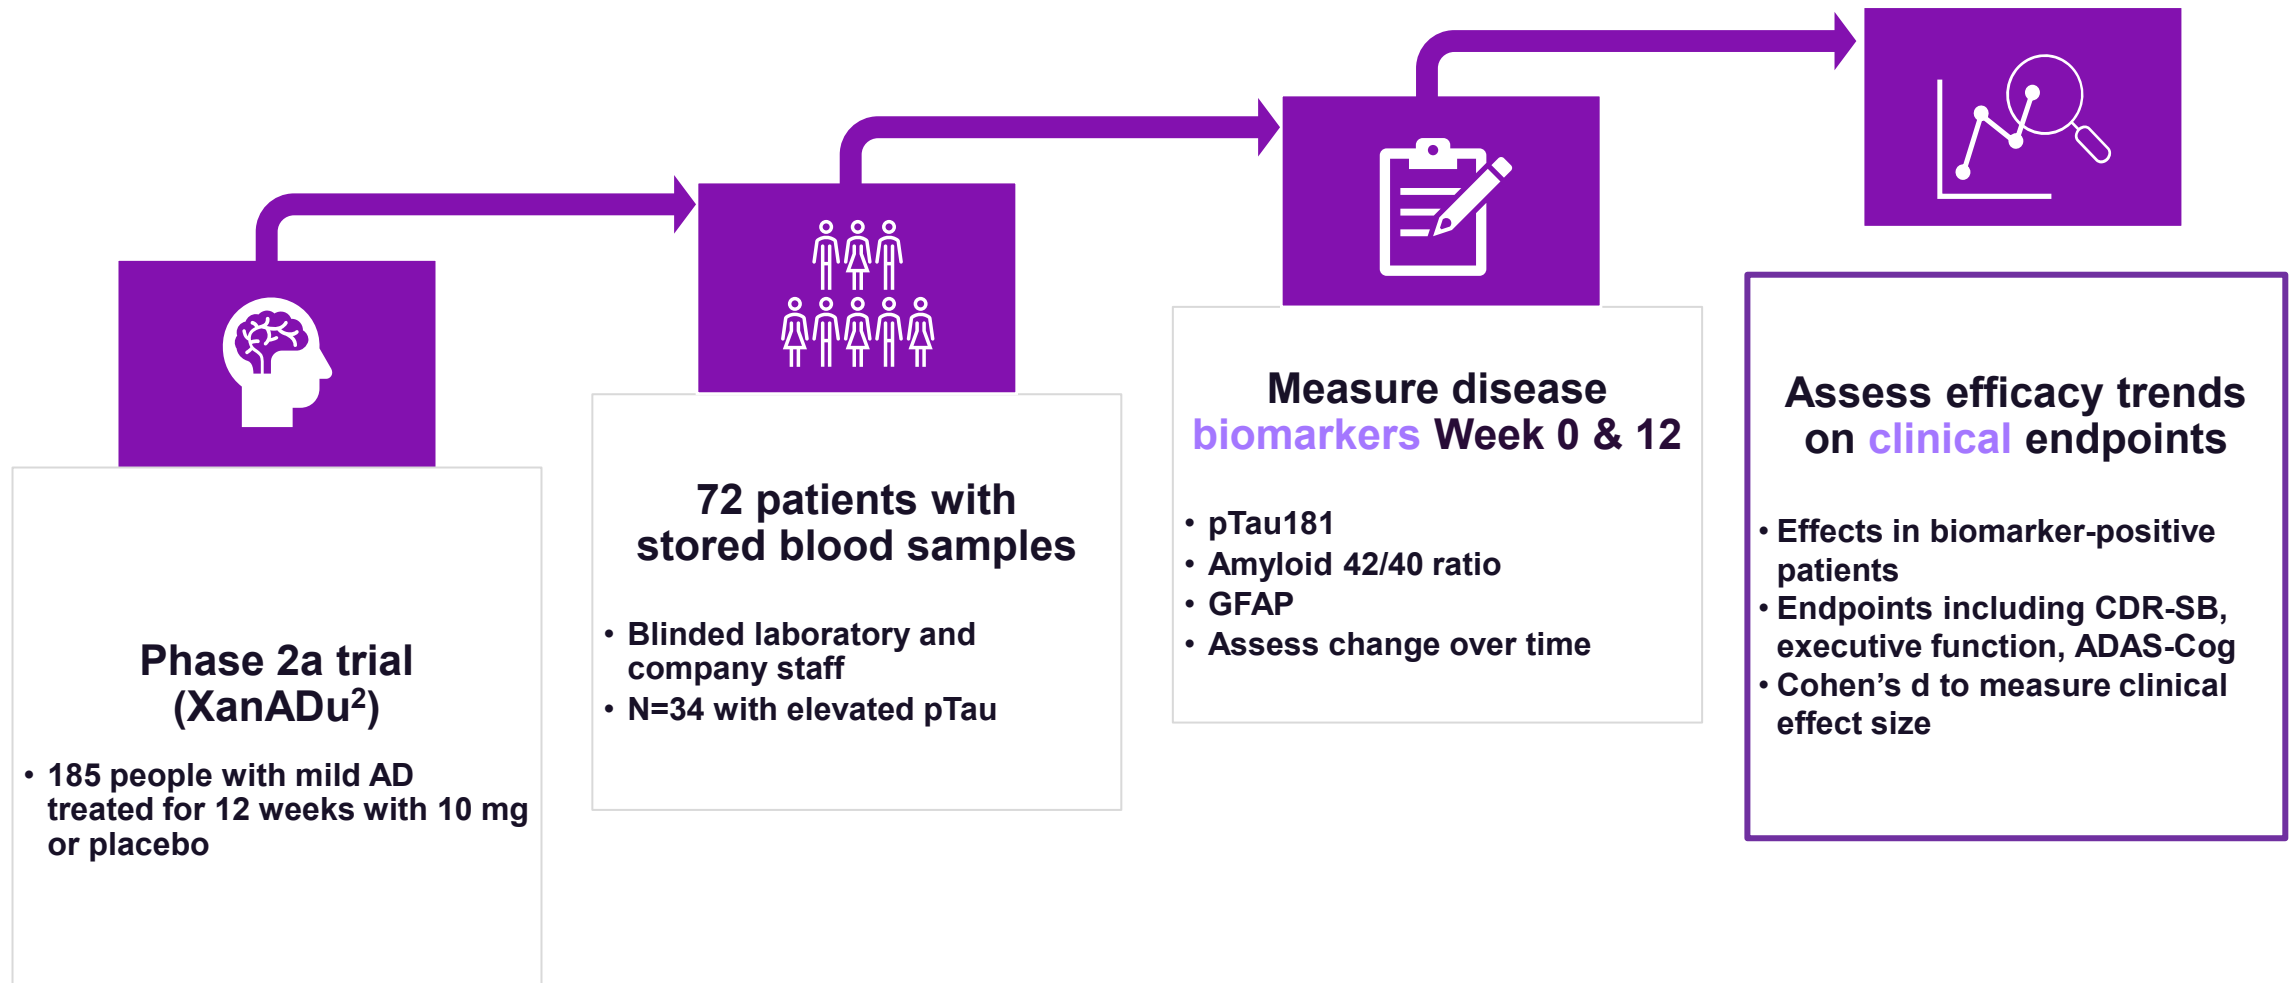 Phase 2a trial
(XanADu²)
• 185 people with mild AD
treated for 12 weeks with 10 mg
or placebo
72 patients with
stored blood samples
• Blinded laboratory and
company staff
• N=34 with elevated pTau
Measure disease
biomarkers Week 0 & 12
• pTau181
• Amyloid 42/40 ratio
• GFAP
• Assess change over time
Assess efficacy trends
on clinical endpoints
• Effects in biomarker-positive
patients
• Endpoints including CDR-SB,
executive function, ADAS-Cog
• Cohen’s d to measure clinical
effect size